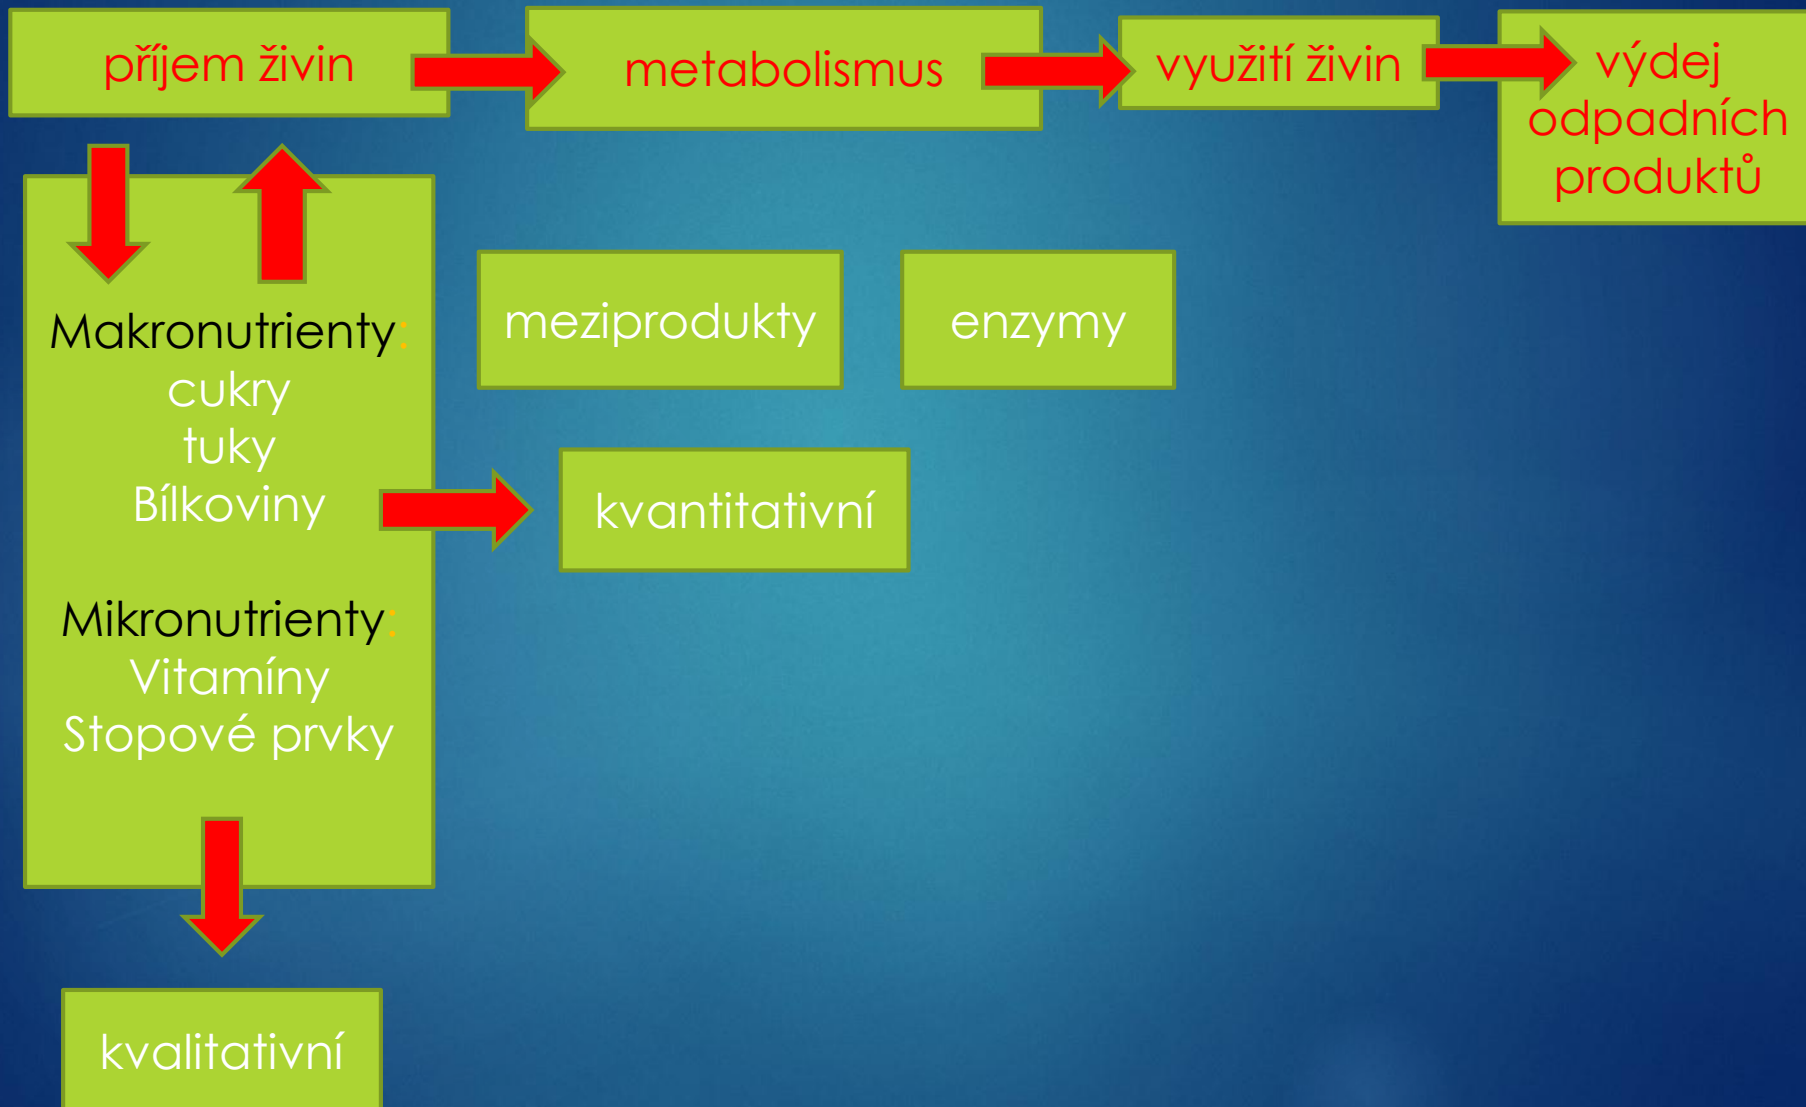 příjem živin
metabolismus
využití živin
výdej
odpadních
produktů
Makronutrienty:
cukry
tuky
Bílkoviny
Mikronutrienty:
Vitamíny
Stopové prvky
meziprodukty
enzymy
kvantitativní
kvalitativní